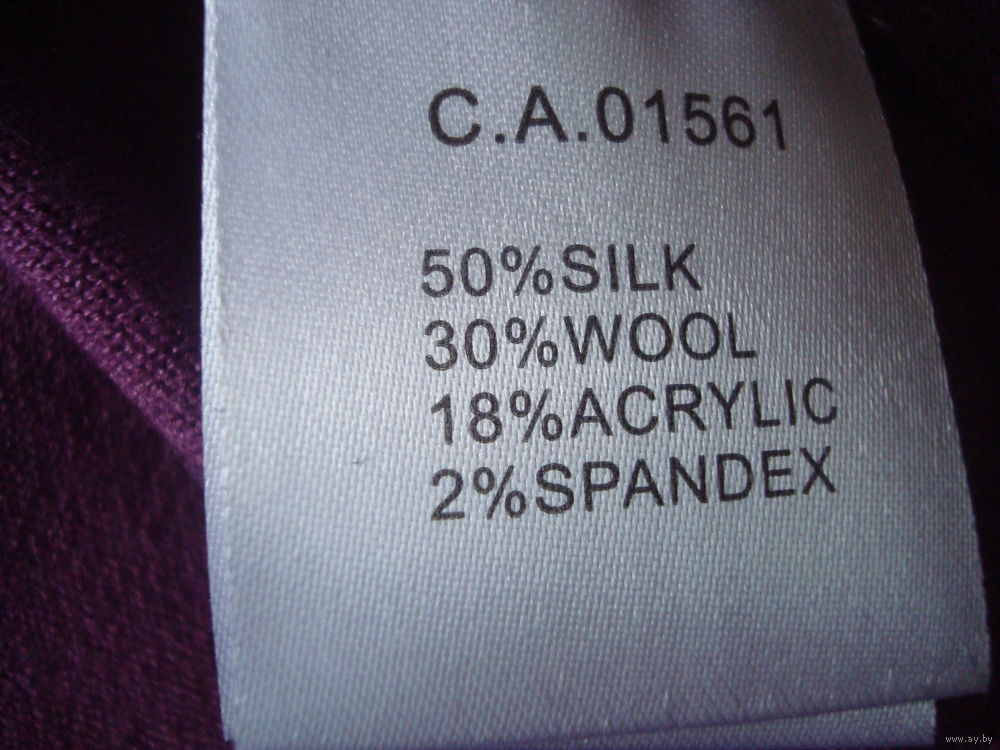 C.A.01561
50%SILK
30%WOOL
18%ACRYLIC
2%SPANDEX
www.ay.by